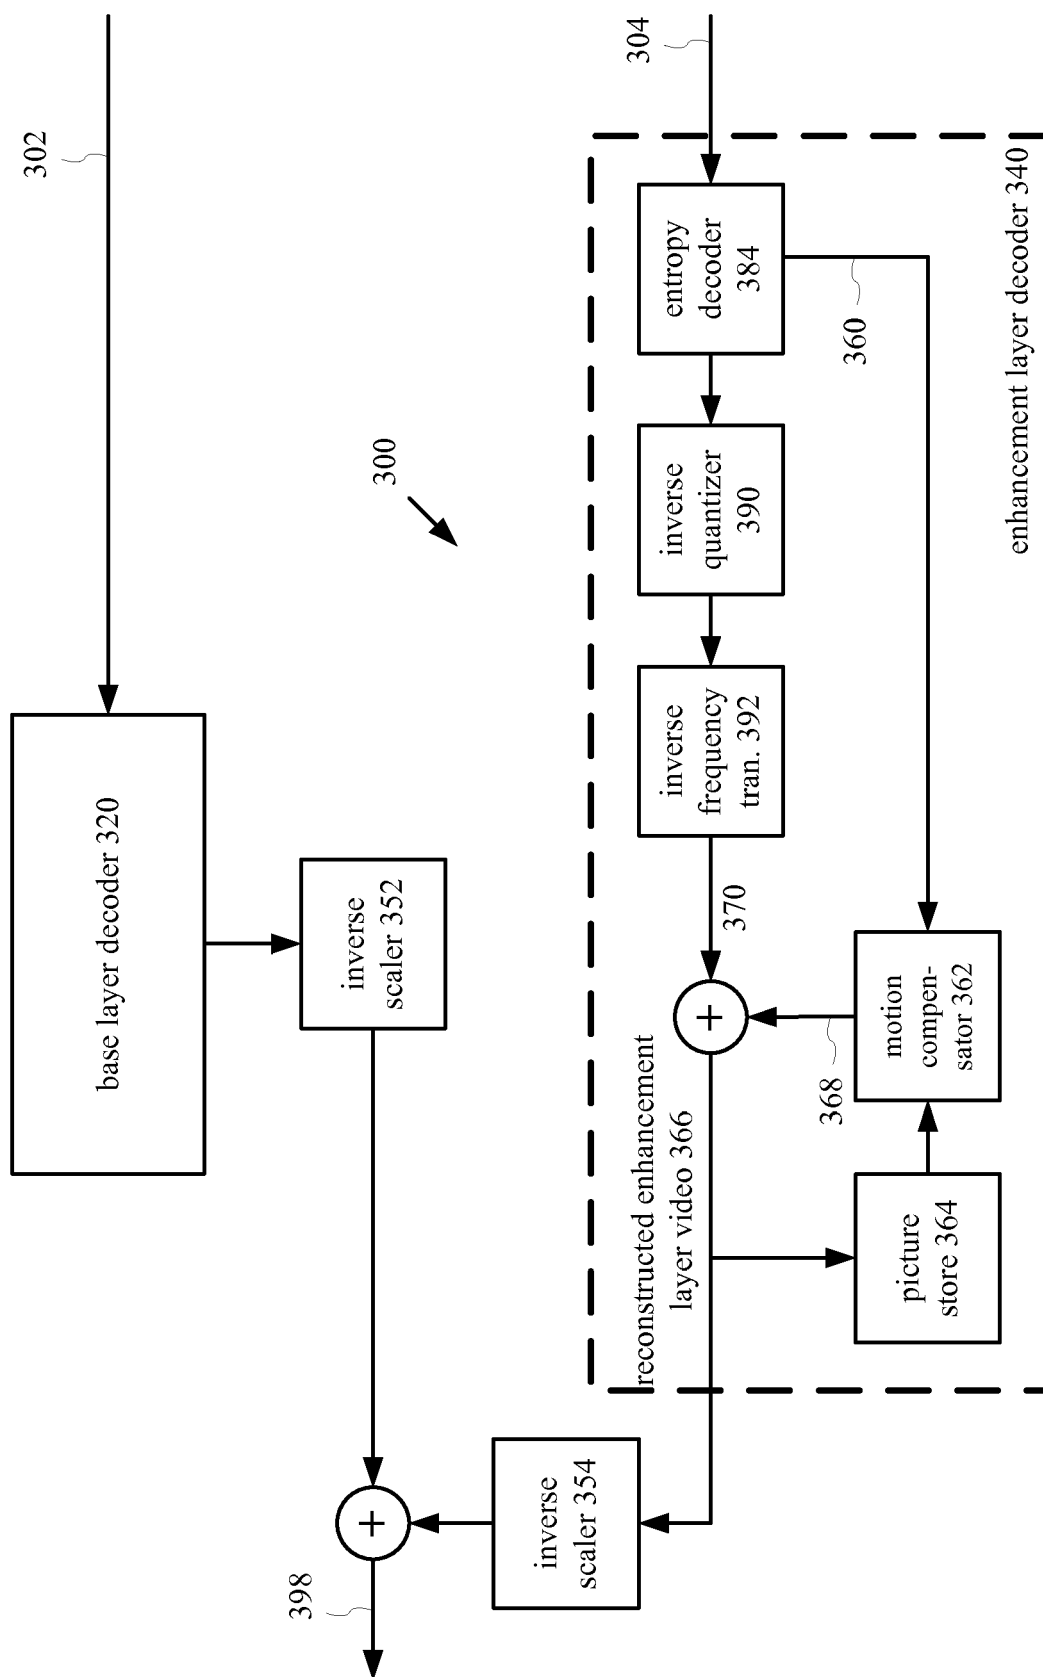 302
304
base layer decoder 320
inverse
scaler 352
300
entropy
decoder
384
inverse
quantizer
390
inverse
frequency
tran. 392
360
enhancement layer decoder 340
370
+
368
motion
compen-
sator 362
reconstructed enhancement
layer video 366
picture
store 364
inverse
scaler 354
+
398